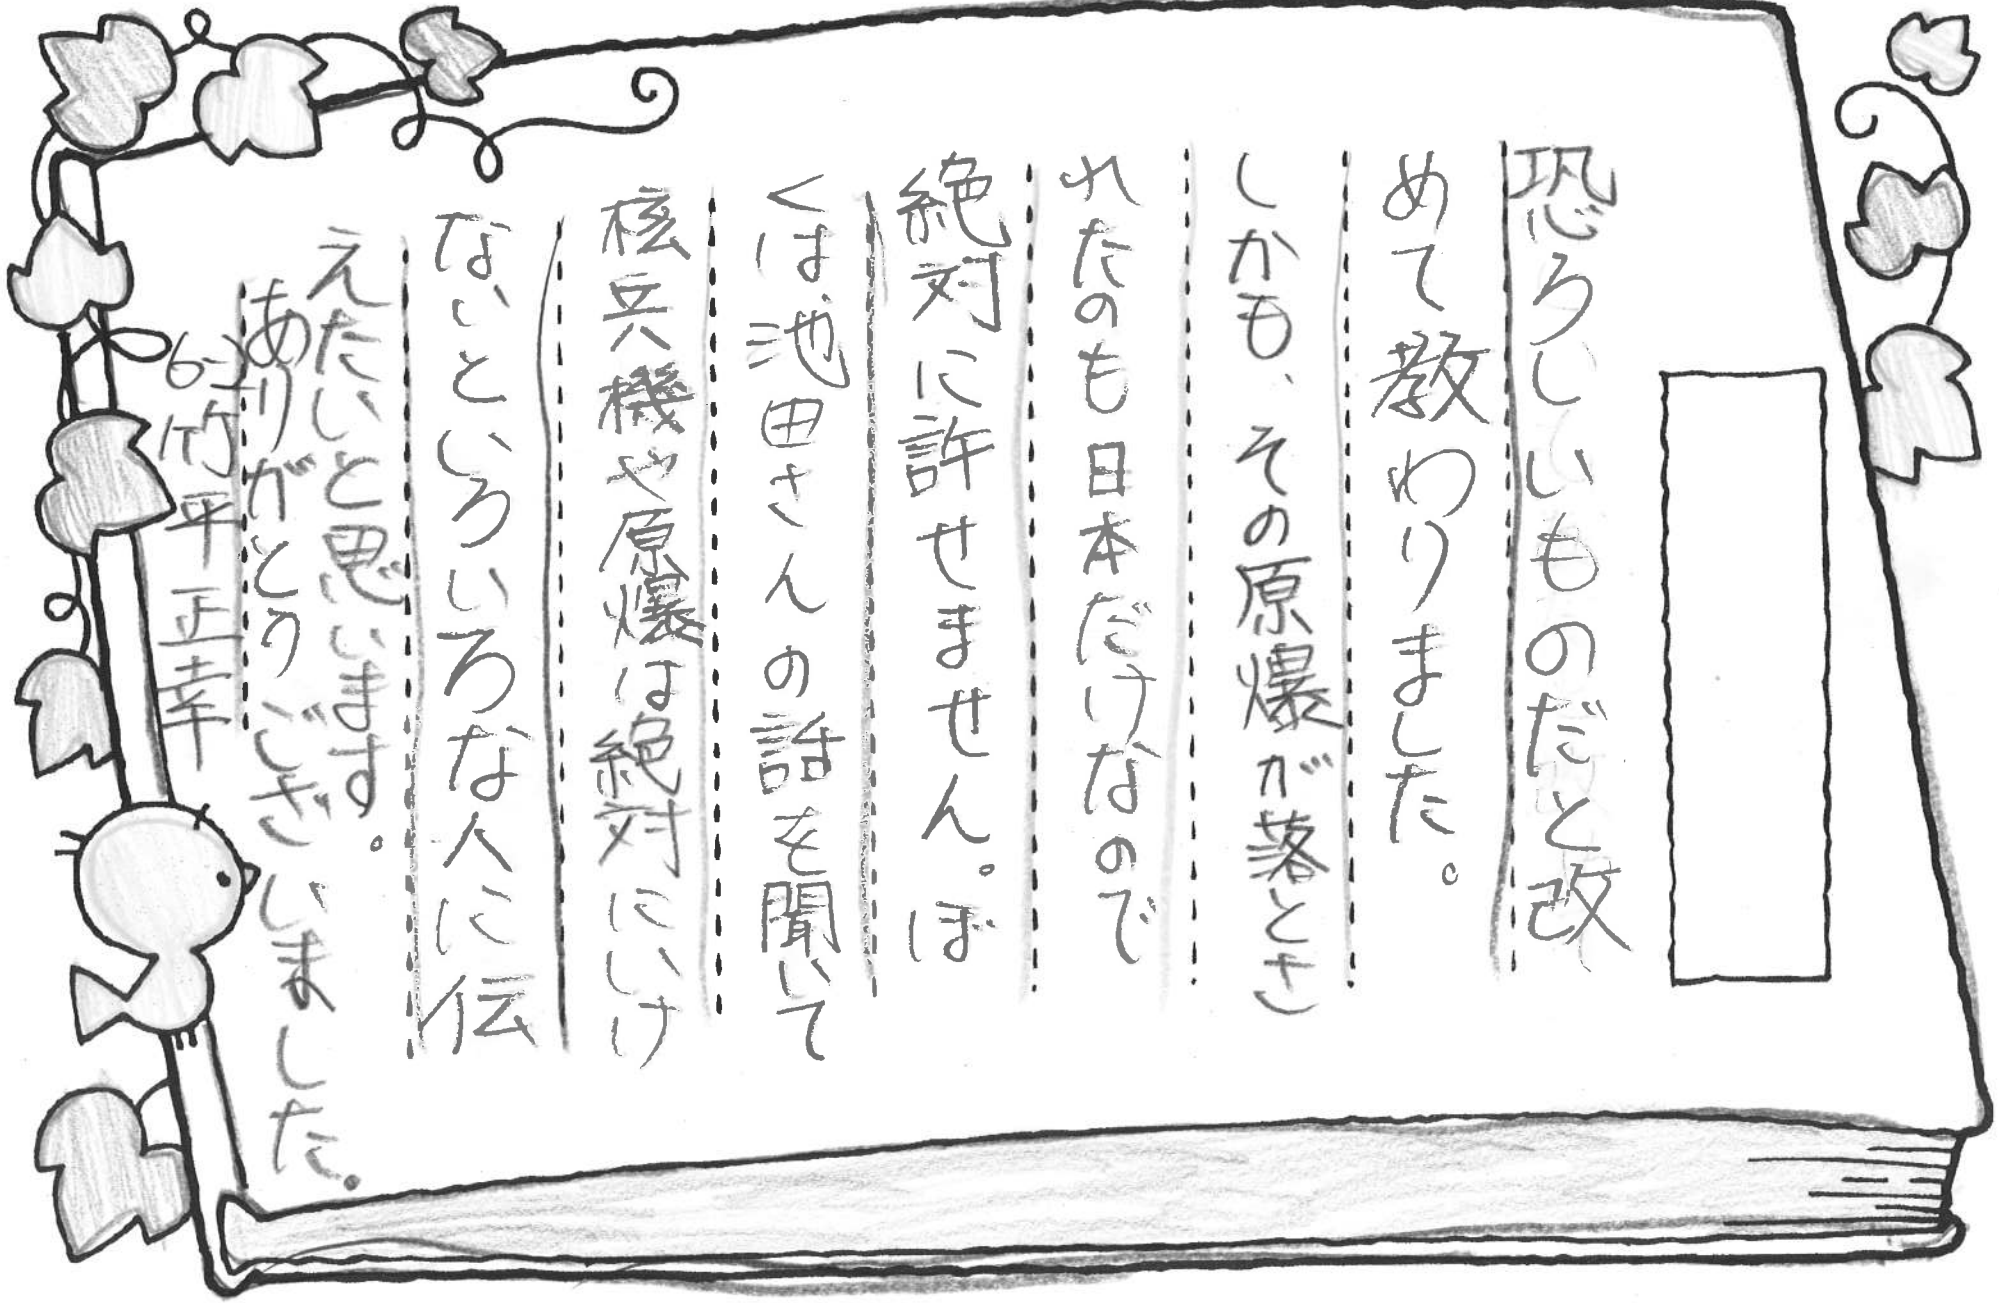 恐ろしいものだと改
めて教わりました。
しかも、その原爆が落とさ
れたのも日本だけなので
絶対に許せません。ぼ
くは、池田さんの話を聞いて
核兵機や原爆は絶対にいけ
ないといろいろな人に伝
えたいと思います。
ありがとうございました。
竹平正幸